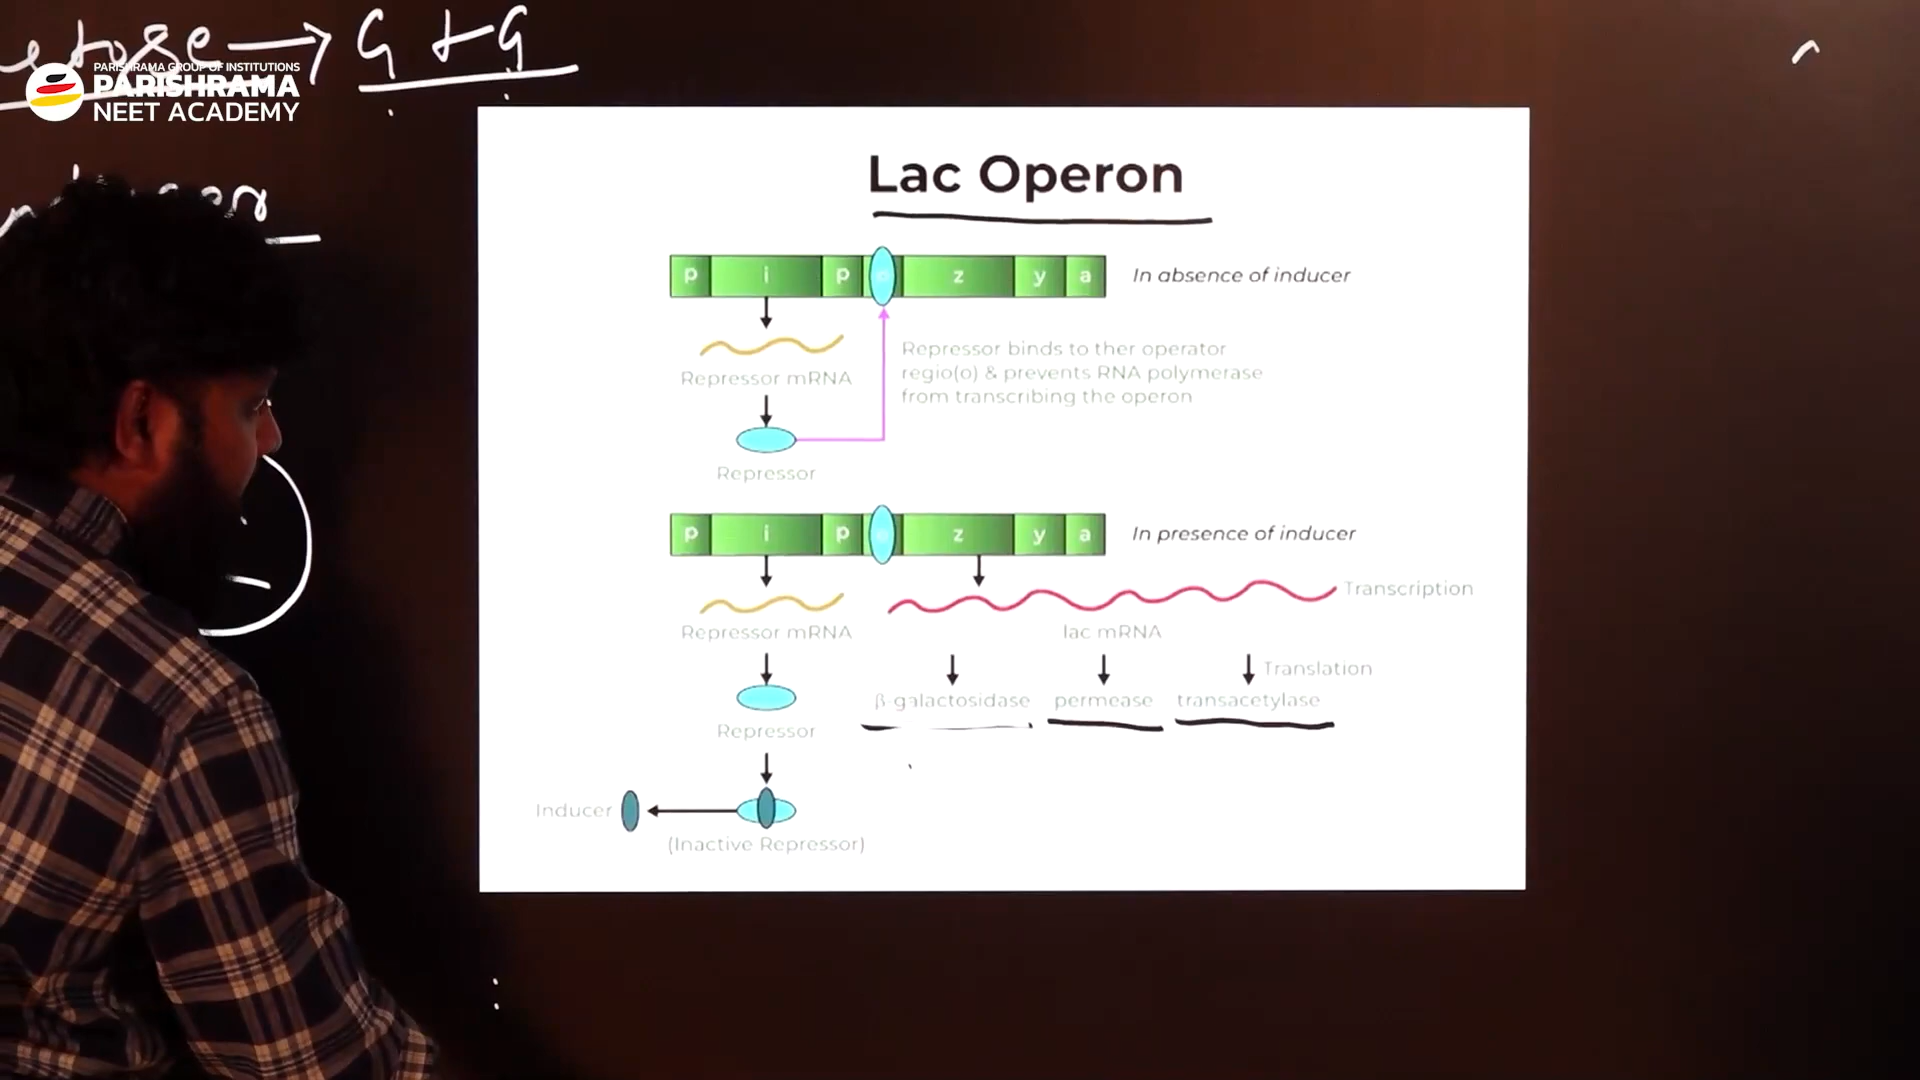 → G + G
PARISHRAMA GROUP OF INSTITUTIONS
PARISHRAMA
NEET ACADEMY
Lac Operon
p i p z y a In absence of inducer
Repressor mRNA
Repressor binds to ther operator
regio(o) & prevents RNA polymerase
from transcribing the operon
Repressor
p i p z y a In presence of inducer
Transcription
Repressor mRNA lac mRNA
Translation
β-galactosidase permease transacetylase
Repressor
Inducer
(Inactive Repressor)